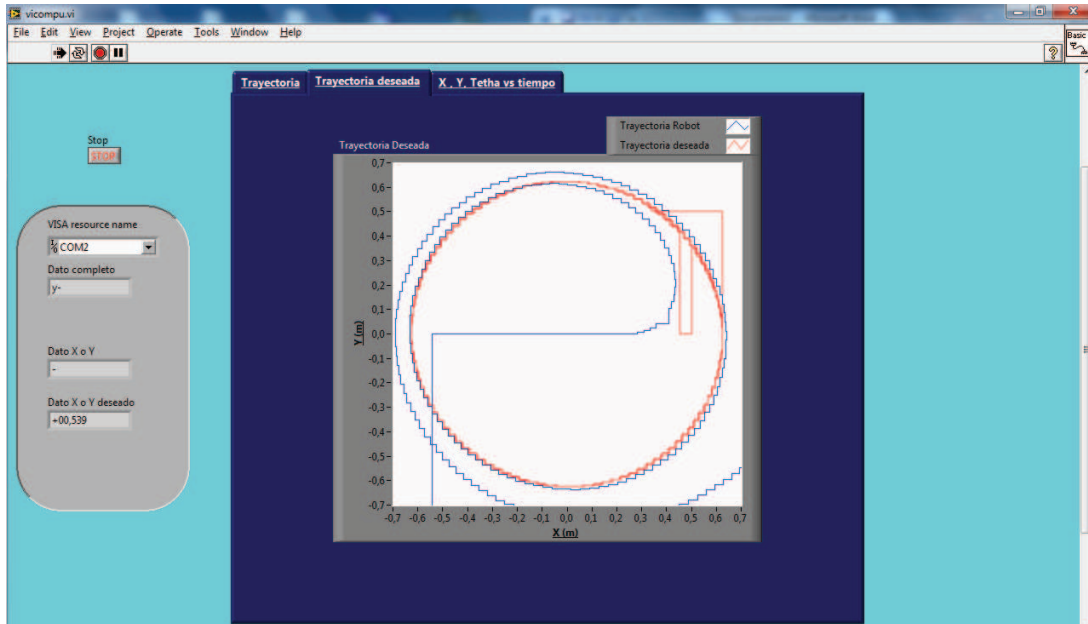 vicompu.vi
File Edit View Project Operate Tools Window Help
Basic
Trayectoria Trayectoria deseada X , Y, Tetha vs tiempo
Stop
STOP
VISA resource name
COM2
Dato completo
y-
Dato X o Y
-
Dato X o Y deseado
+00,539
Trayectoria Robot
Trayectoria deseada
Trayectoria Deseada
Y (m)
0,7
0,6
0,5
0,4
0,3
0,2
0,1
0,0
-0,1
-0,2
-0,3
-0,4
-0,5
-0,6
-0,7
-0,7 -0,6 -0,5 -0,4 -0,3 -0,2 -0,1 0,0 0,1 0,2 0,3 0,4 0,5 0,6 0,7
X (m)